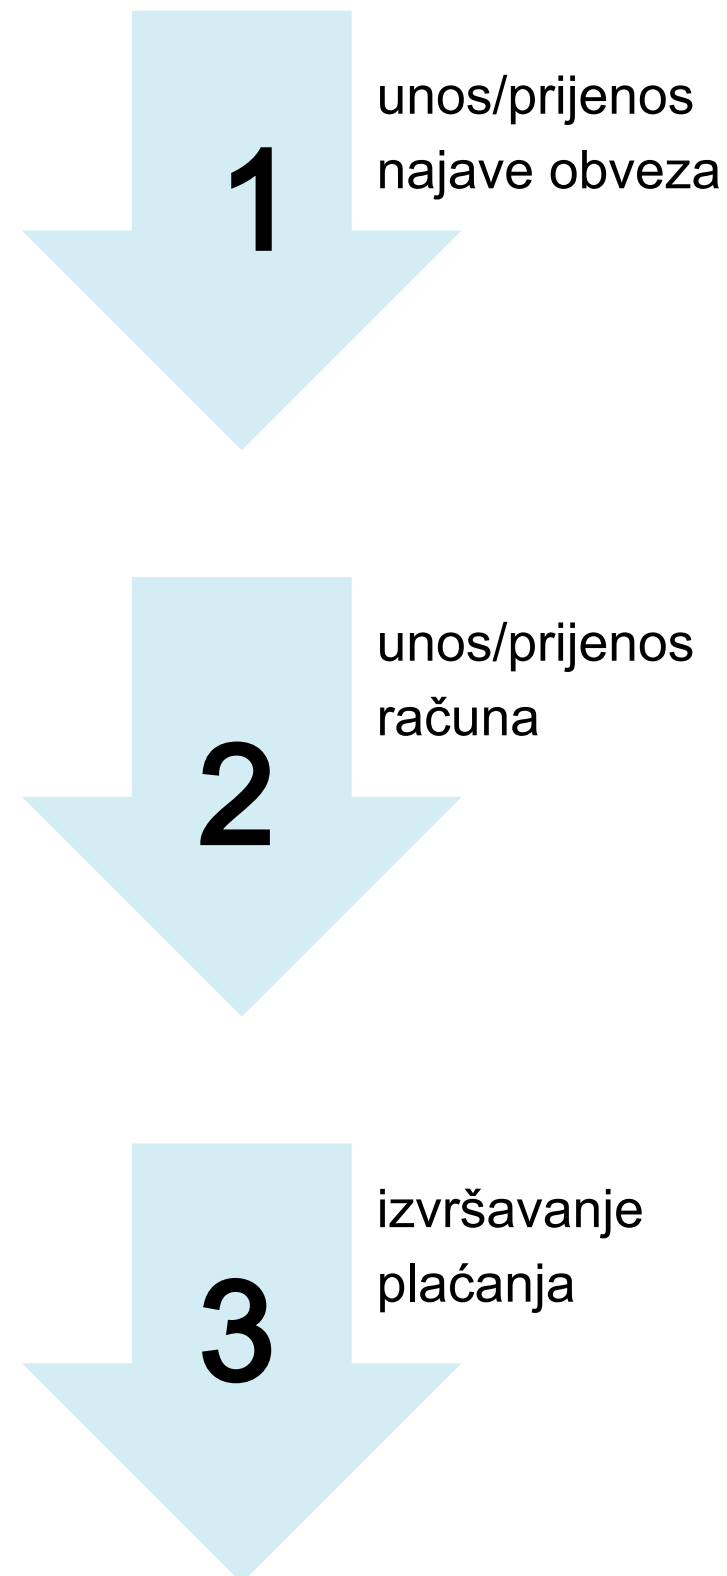 1
unos/prijenos
najave obveza
2
unos/prijenos
računa
3
izvršavanje
plaćanja